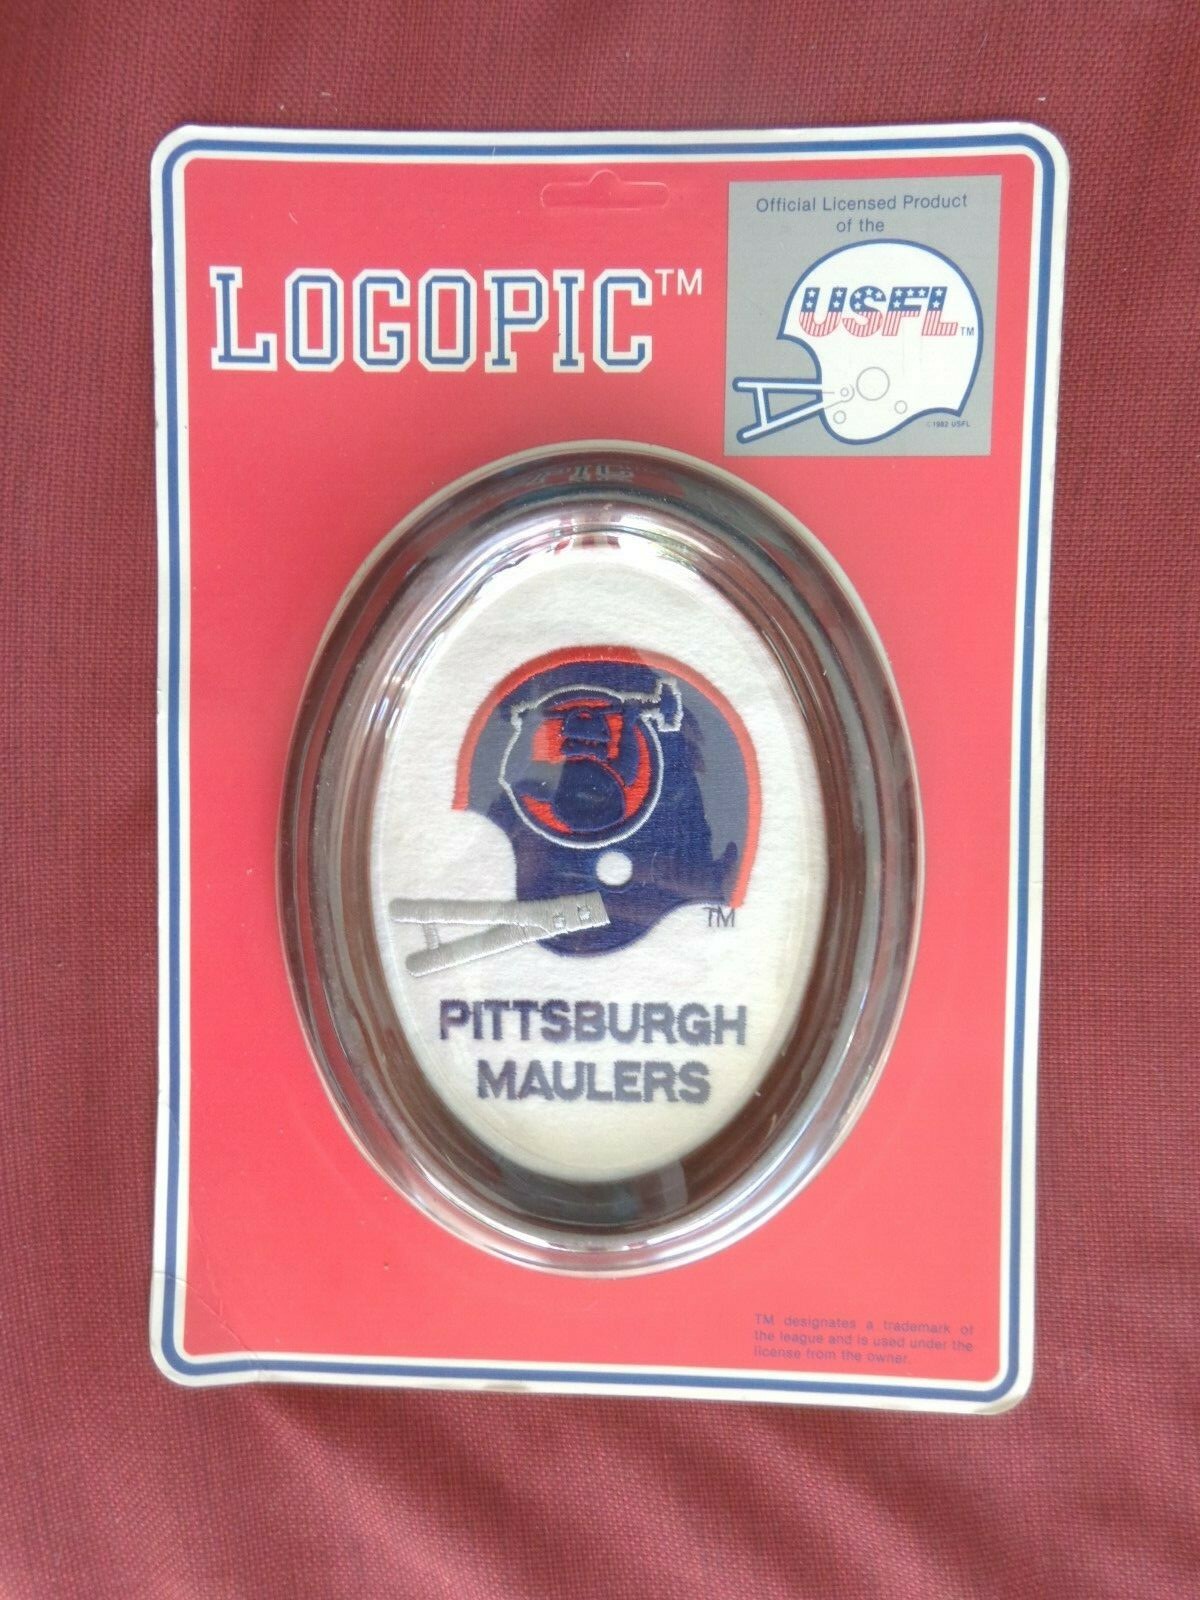 LOGOPIC™
Official Licensed Product
of the
USFL™
© 1982 USFL
PITTSBURGH
MAULERS
TM
TM designates a trademark of
the league and is used under the
license from the owner.